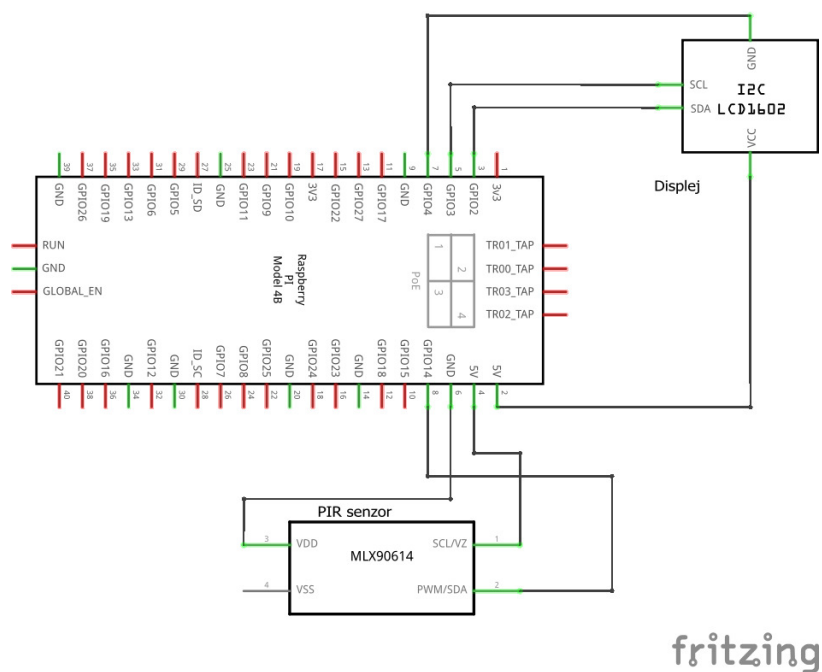 GND
I2C
LCD1602
SCL
SDA
VCC
Displej
39 37 35 33 31 29 27 25 23 21 19 17 15 13 11 9 7 5 3 1
GND GPIO26 GPIO19 GPIO13 GPIO6 GPIO5 ID_SD GND GPIO11 GPIO9 GPIO10 3V3 GPIO22 GPIO27 GPIO17 GND GPIO4 GPIO3 GPIO2 3V3
RUN
GND
GLOBAL_EN
Raspberry
PI
Model 4B
PoE
1
2
3
4
TR01_TAP
TR00_TAP
TR03_TAP
TR02_TAP
GPIO21 GPIO20 GPIO16 GND GPIO12 GND ID_SC GPIO7 GPIO8 GPIO25 GND GPIO24 GPIO23 GND GPIO18 GPIO15 GPIO14 GND 5V 5V
40 38 36 34 32 30 28 26 24 22 20 18 16 14 12 10 8 6 4 2
PIR senzor
3 VDD
MLX90614
SCL/VZ 1
4 VSS
PWM/SDA 2
fritzing